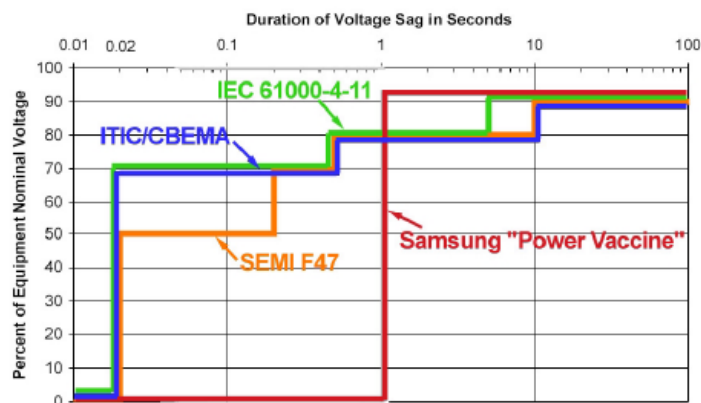 Duration of Voltage Sag in Seconds
0.01 0.02 0.1 1 10 100
Percent of Equipment Nominal Voltage
100
90
80
70
60
50
40
30
20
10
0
IEC 61000-4-11
ITIC/CBEMA
SEMI F47
Samsung "Power Vaccine"